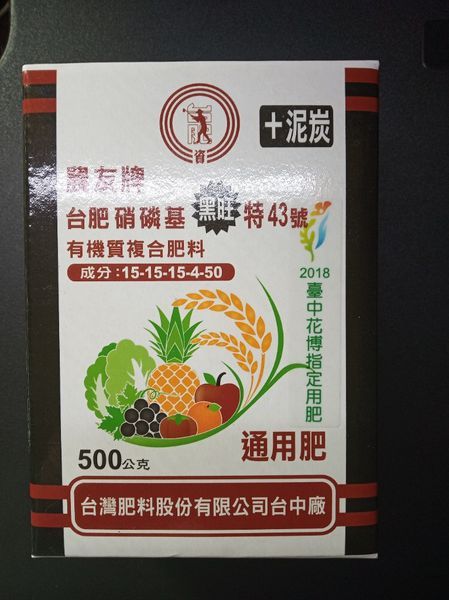 資
+泥炭
農友牌
台肥硝磷基
黑旺
特43號
有機質複合肥料
成分:15-15-15-4-50
2018
臺中花博指定用肥
通用肥
500公克
台灣肥料股份有限公司台中廠